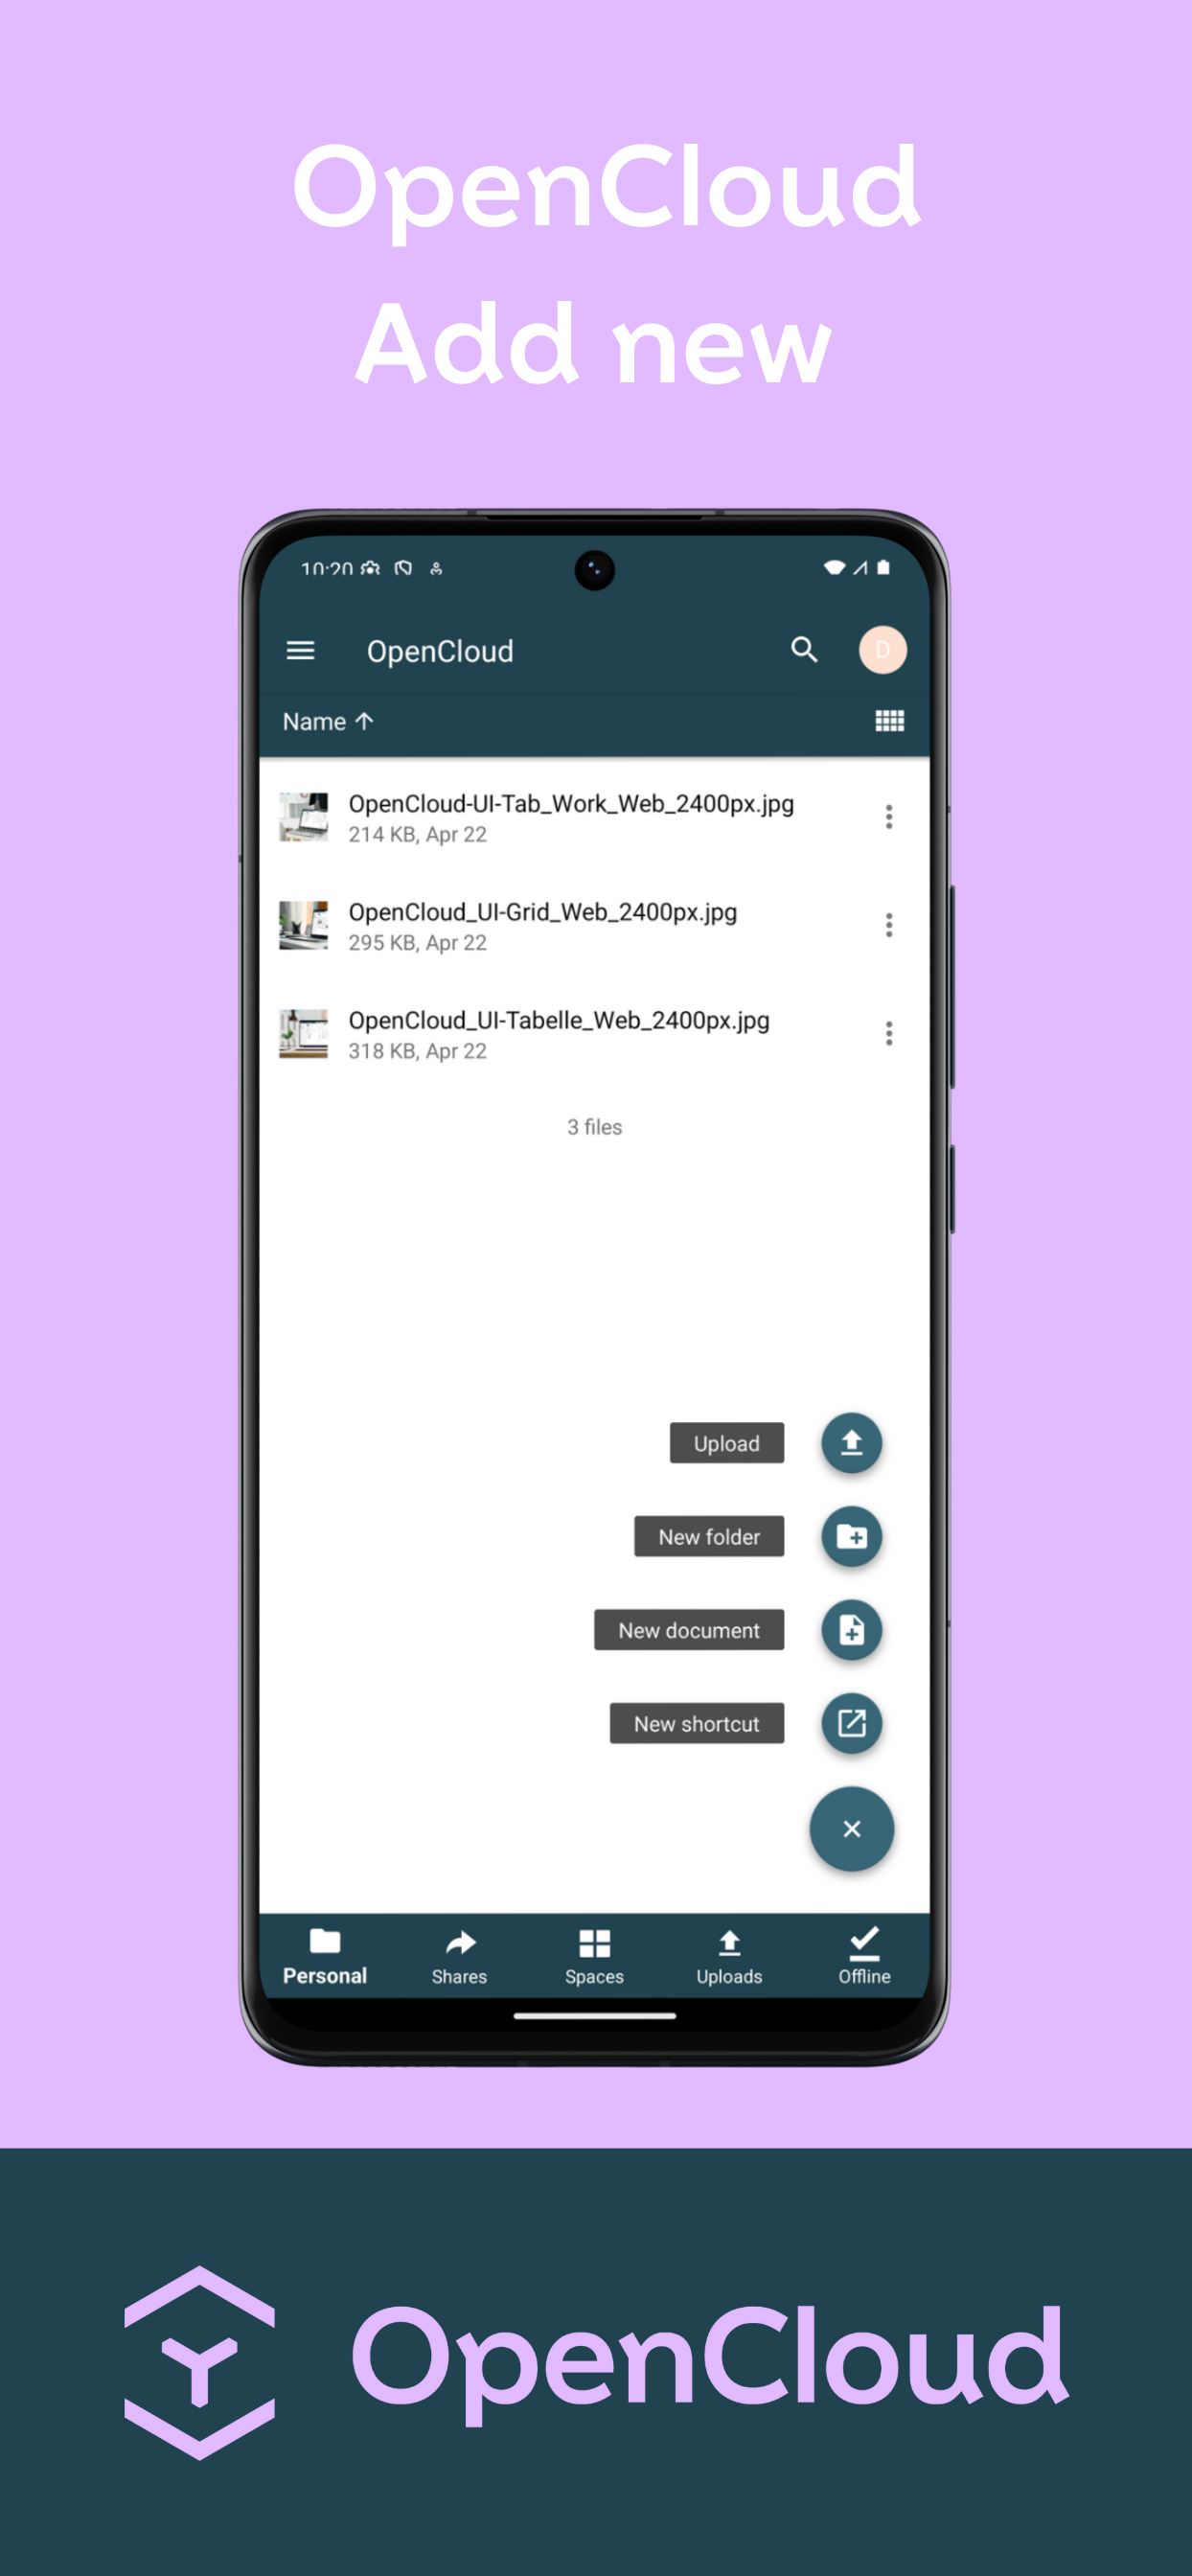 OpenCloud
Add new
10:20
OpenCloud
D
Name
OpenCloud-UI-Tab_Work_Web_2400px.jpg
214 KB, Apr 22
OpenCloud_UI-Grid_Web_2400px.jpg
295 KB, Apr 22
OpenCloud_UI-Tabelle_Web_2400px.jpg
318 KB, Apr 22
3 files
Upload
New folder
New document
New shortcut
Personal
Shares
Spaces
Uploads
Offline
OpenCloud